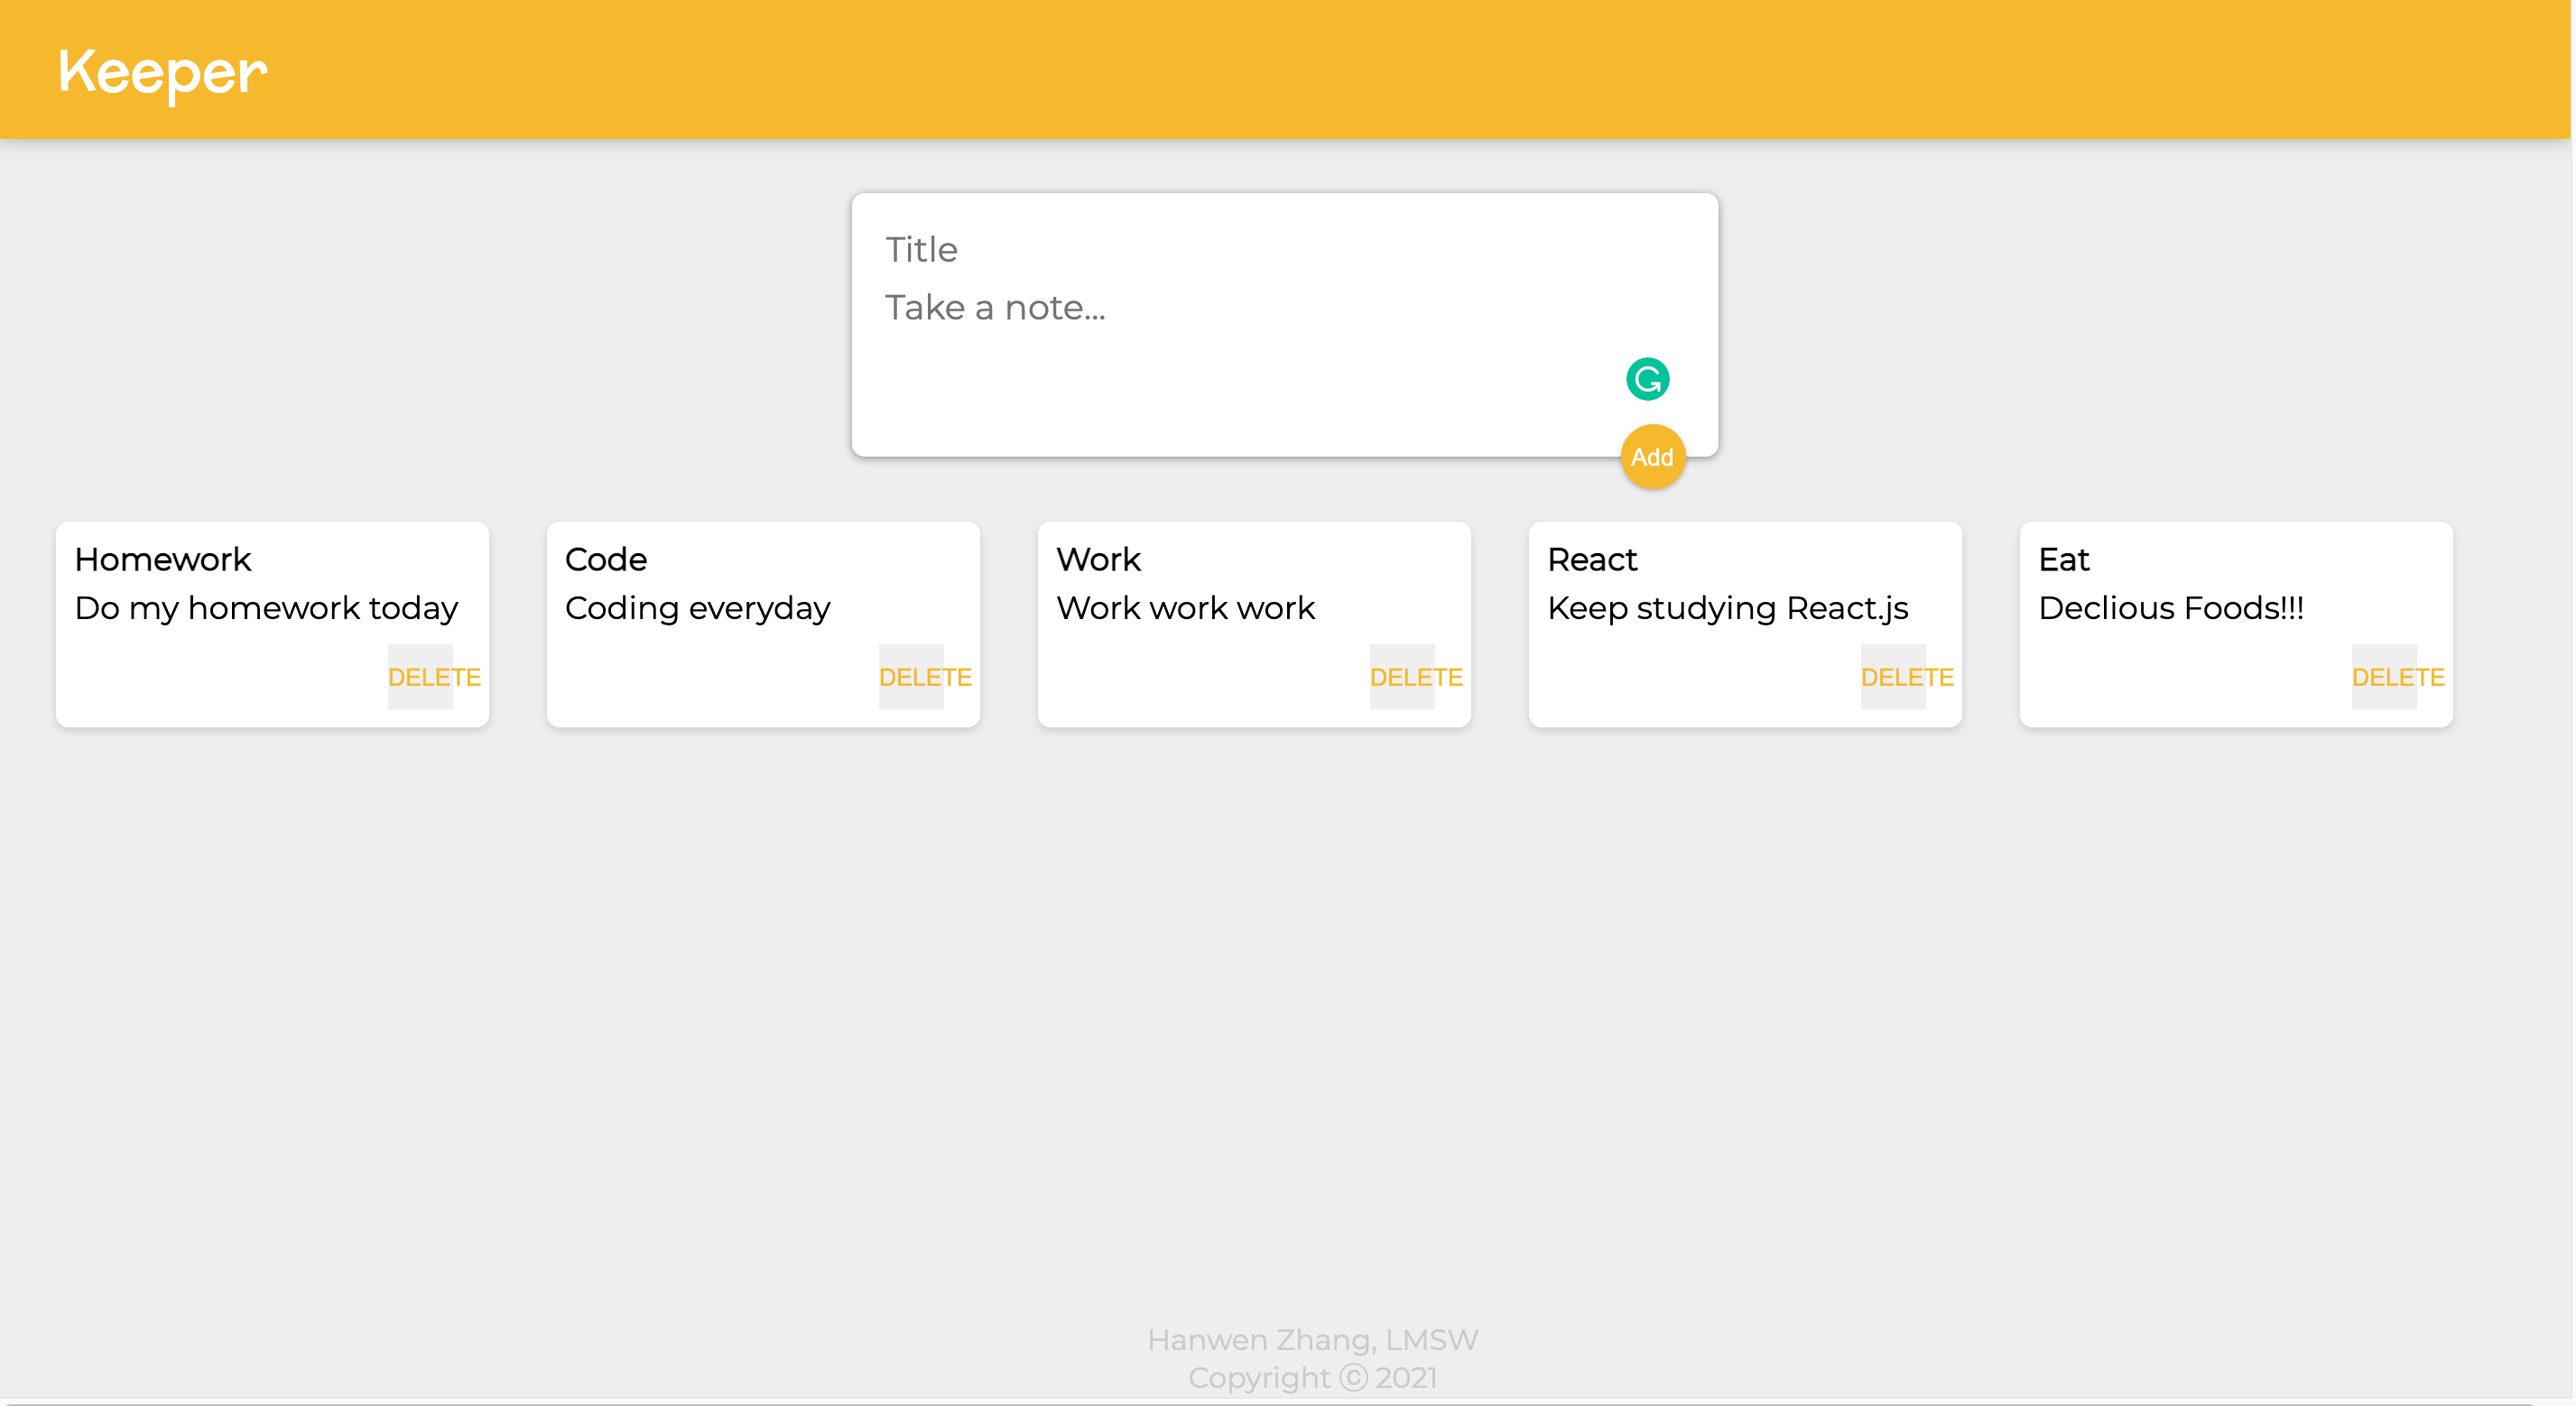 Keeper
Title
Take a note...
Add
Homework
Do my homework today
DELETE
Code
Coding everyday
DELETE
Work
Work work work
DELETE
React
Keep studying React.js
DELETE
Eat
Declious Foods!!!
DELETE
Hanwen Zhang, LMSW
Copyright ⓒ 2021